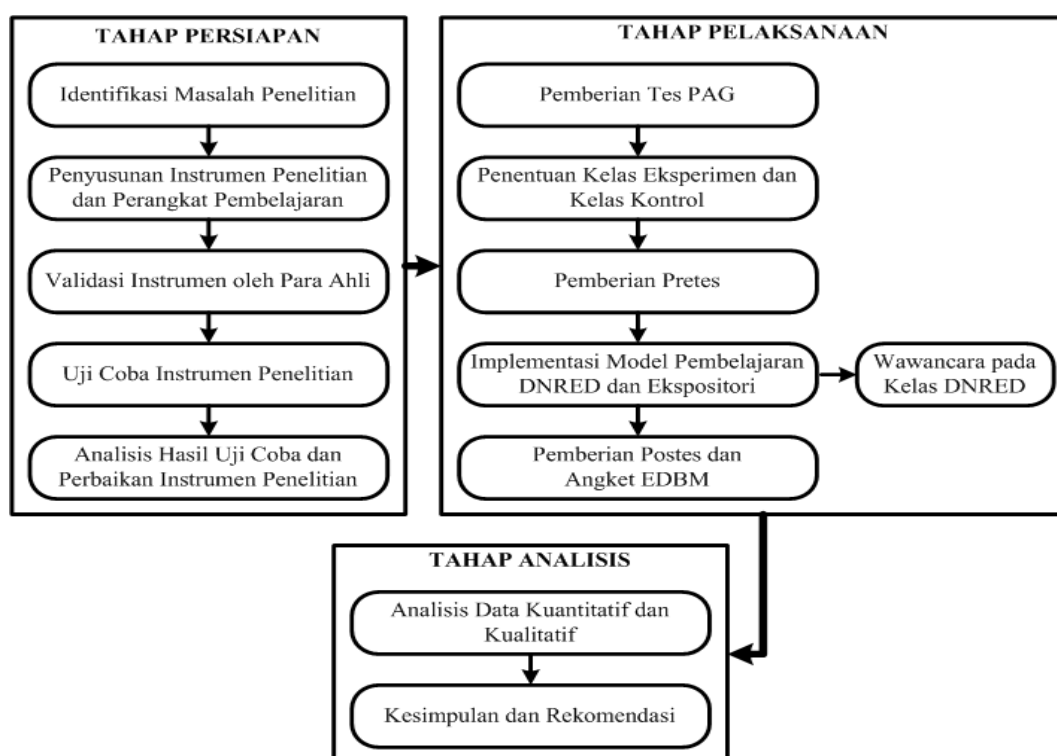 TAHAP PERSIAPAN
Identifikasi Masalah Penelitian
Penyusunan Instrumen Penelitian
dan Perangkat Pembelajaran
Validasi Instrumen oleh Para Ahli
Uji Coba Instrumen Penelitian
Analisis Hasil Uji Coba dan
Perbaikan Instrumen Penelitian
TAHAP PELAKSANAAN
Pemberian Tes PAG
Penentuan Kelas Eksperimen dan
Kelas Kontrol
Pemberian Pretes
Implementasi Model Pembelajaran
DNRED dan Ekspositori
Wawancara pada
Kelas DNRED
Pemberian Postes dan
Angket EDBM
TAHAP ANALISIS
Analisis Data Kuantitatif dan
Kualitatif
Kesimpulan dan Rekomendasi